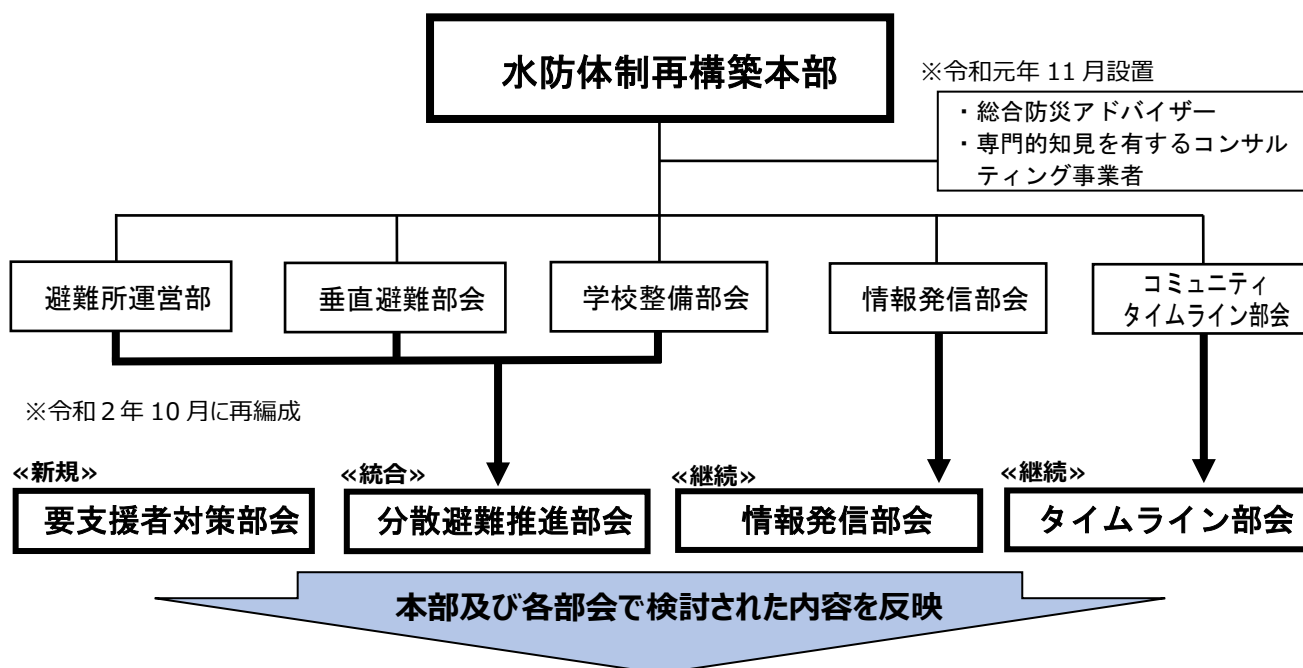 水防体制再構築本部
※令和元年 11 月設置
・総合防災アドバイザー
・専門的知見を有するコンサル
ティング事業者
避難所運営部
垂直避難部会
学校整備部会
情報発信部会
コミュニティ
タイムライン部会
※令和２年 10 月に再編成
«新規»
要支援者対策部会
«統合»
分散避難推進部会
«継続»
情報発信部会
«継続»
タイムライン部会
本部及び各部会で検討された内容を反映